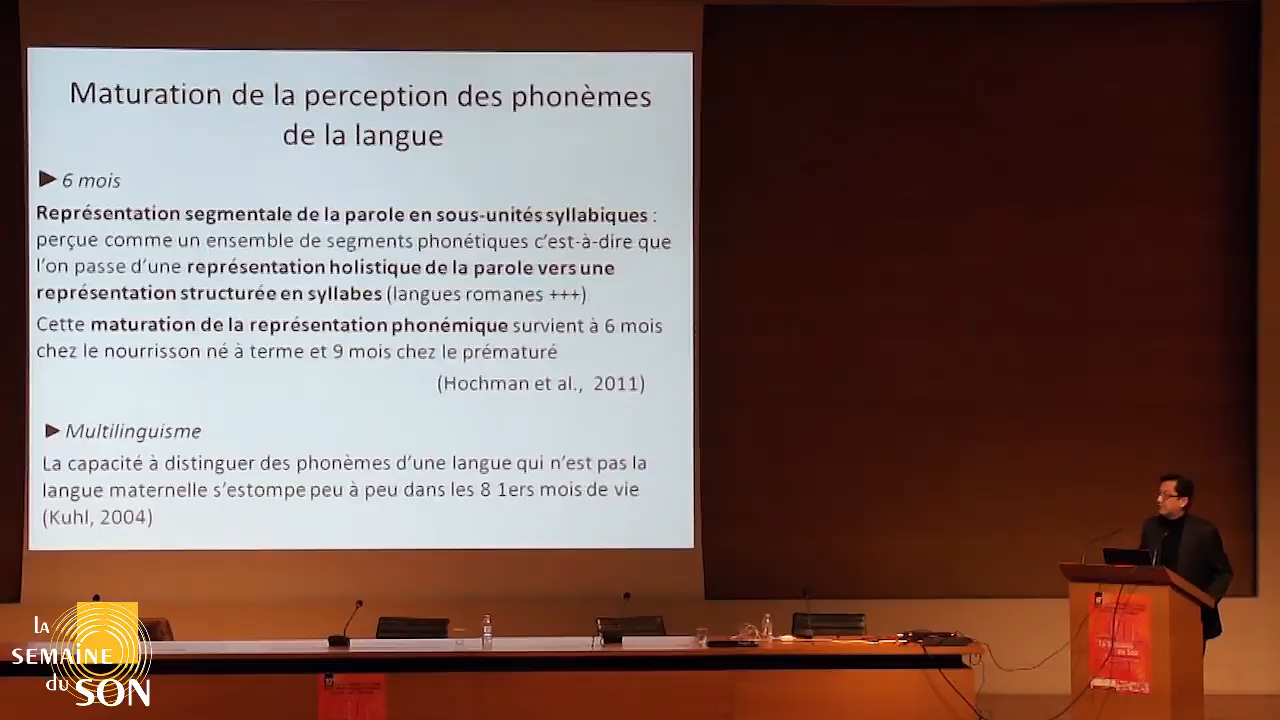 Maturation de la perception des phonèmes
de la langue
6 mois
Représentation segmentale de la parole en sous-unités syllabiques :
perçue comme un ensemble de segments phonétiques c'est-à-dire que
l'on passe d'une représentation holistique de la parole vers une
représentation structurée en syllabes (langues romanes +++)
Cette maturation de la représentation phonémique survient à 6 mois
chez le nourrisson né à terme et 9 mois chez le prématuré
(Hochman et al., 2011)
Multilinguisme
La capacité à distinguer des phonèmes d'une langue qui n'est pas la
langue maternelle s'estompe peu à peu dans les 8 1ers mois de vie
(Kuhl, 2004)
LA
SEMAINE
du SON